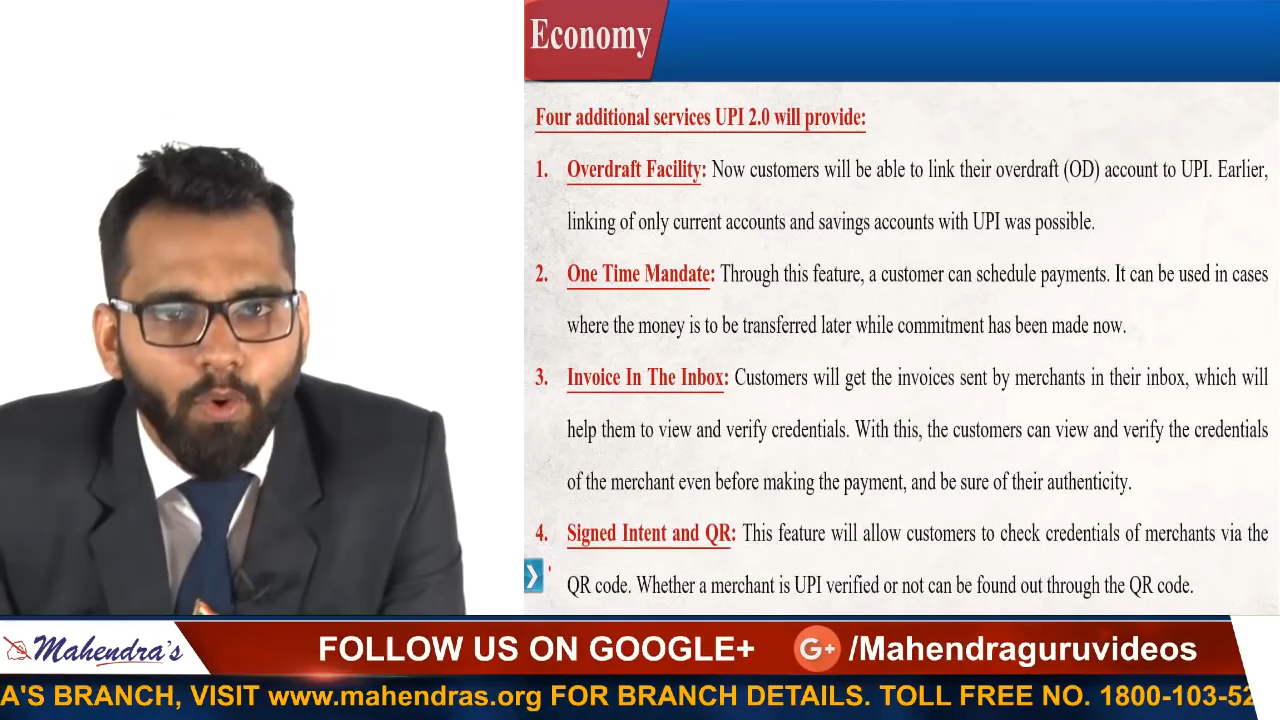 Economy
Four additional services UPI 2.0 will provide:
1. Overdraft Facility: Now customers will be able to link their overdraft (OD) account to UPI. Earlier,
linking of only current accounts and savings accounts with UPI was possible.
2. One Time Mandate: Through this feature, a customer can schedule payments. It can be used in cases
where the money is to be transferred later while commitment has been made now.
3. Invoice In The Inbox: Customers will get the invoices sent by merchants in their inbox, which will
help them to view and verify credentials. With this, the customers can view and verify the credentials
of the merchant even before making the payment, and be sure of their authenticity.
4. Signed Intent and QR: This feature will allow customers to check credentials of merchants via the
QR code. Whether a merchant is UPI verified or not can be found out through the QR code.
Mahendra's
FOLLOW US ON GOOGLE+ G+ /Mahendraguruvideos
A'S BRANCH, VISIT www.mahendras.org FOR BRANCH DETAILS. TOLL FREE NO. 1800-103-52